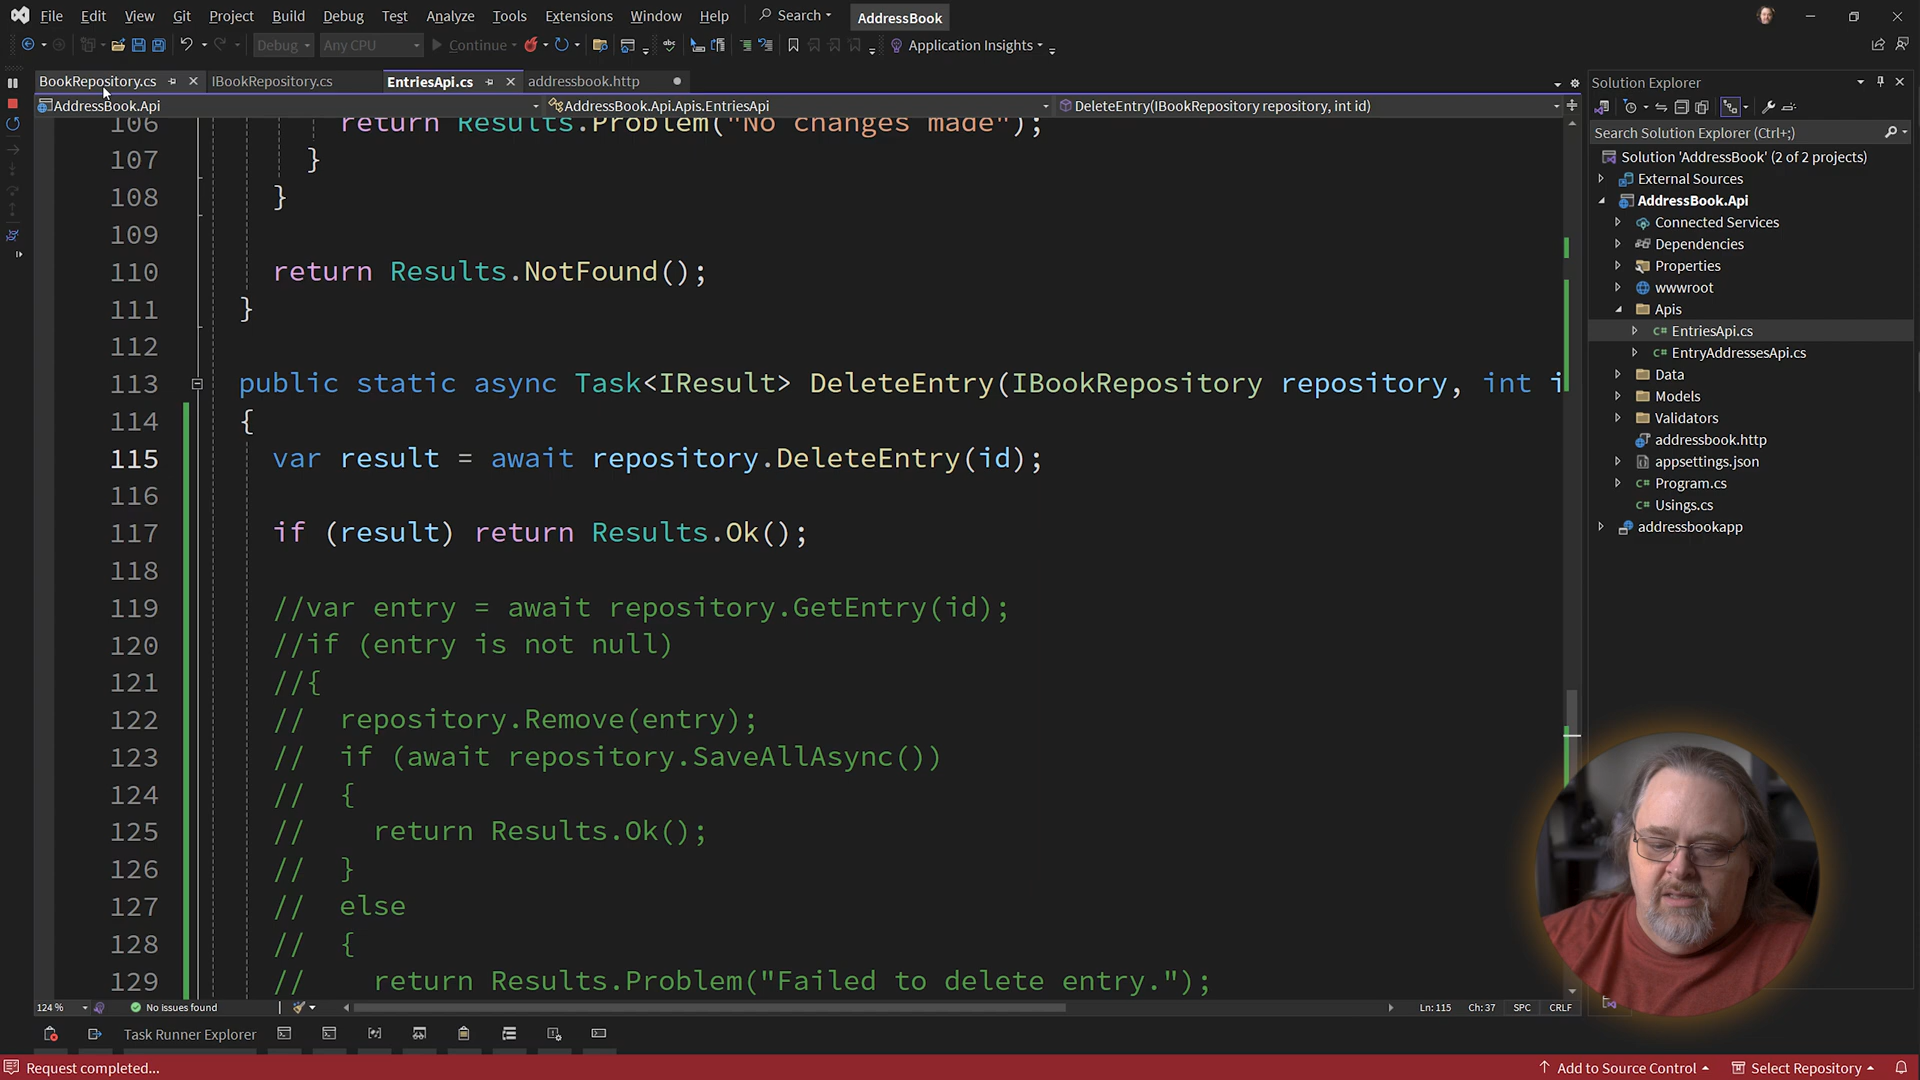 File Edit View Git Project Build Debug Test Analyze Tools Extensions Window Help Search AddressBook
Debug Any CPU Continue Application Insights
BookRepository.cs IBookRepository.cs EntriesApi.cs addressbook.http
AddressBook.Api AddressBook.Api.Apis.EntriesApi DeleteEntry(IBookRepository repository, int id)
106 return Results.Problem("No changes made");
107 }
108 }
109
110 return Results.NotFound();
111 }
112
113 public static async Task<IResult> DeleteEntry(IBookRepository repository, int i
114 {
115 var result = await repository.DeleteEntry(id);
116
117 if (result) return Results.Ok();
118
119 //var entry = await repository.GetEntry(id);
120 //if (entry is not null)
121 //{
122 // repository.Remove(entry);
123 // if (await repository.SaveAllAsync())
124 // {
125 // return Results.Ok();
126 // }
127 // else
128 // {
129 // return Results.Problem("Failed to delete entry.");
124 % No issues found Ln: 115 Ch: 37 SPC CRLF
Task Runner Explorer
Request completed... Add to Source Control Select Repository
Solution Explorer
Search Solution Explorer (Ctrl+;)
Solution 'AddressBook' (2 of 2 projects)
External Sources
AddressBook.Api
Connected Services
Dependencies
Properties
wwwroot
Apis
C# EntriesApi.cs
C# EntryAddressesApi.cs
Data
Models
Validators
addressbook.http
appsettings.json
C# Program.cs
C# Usings.cs
addressbookapp